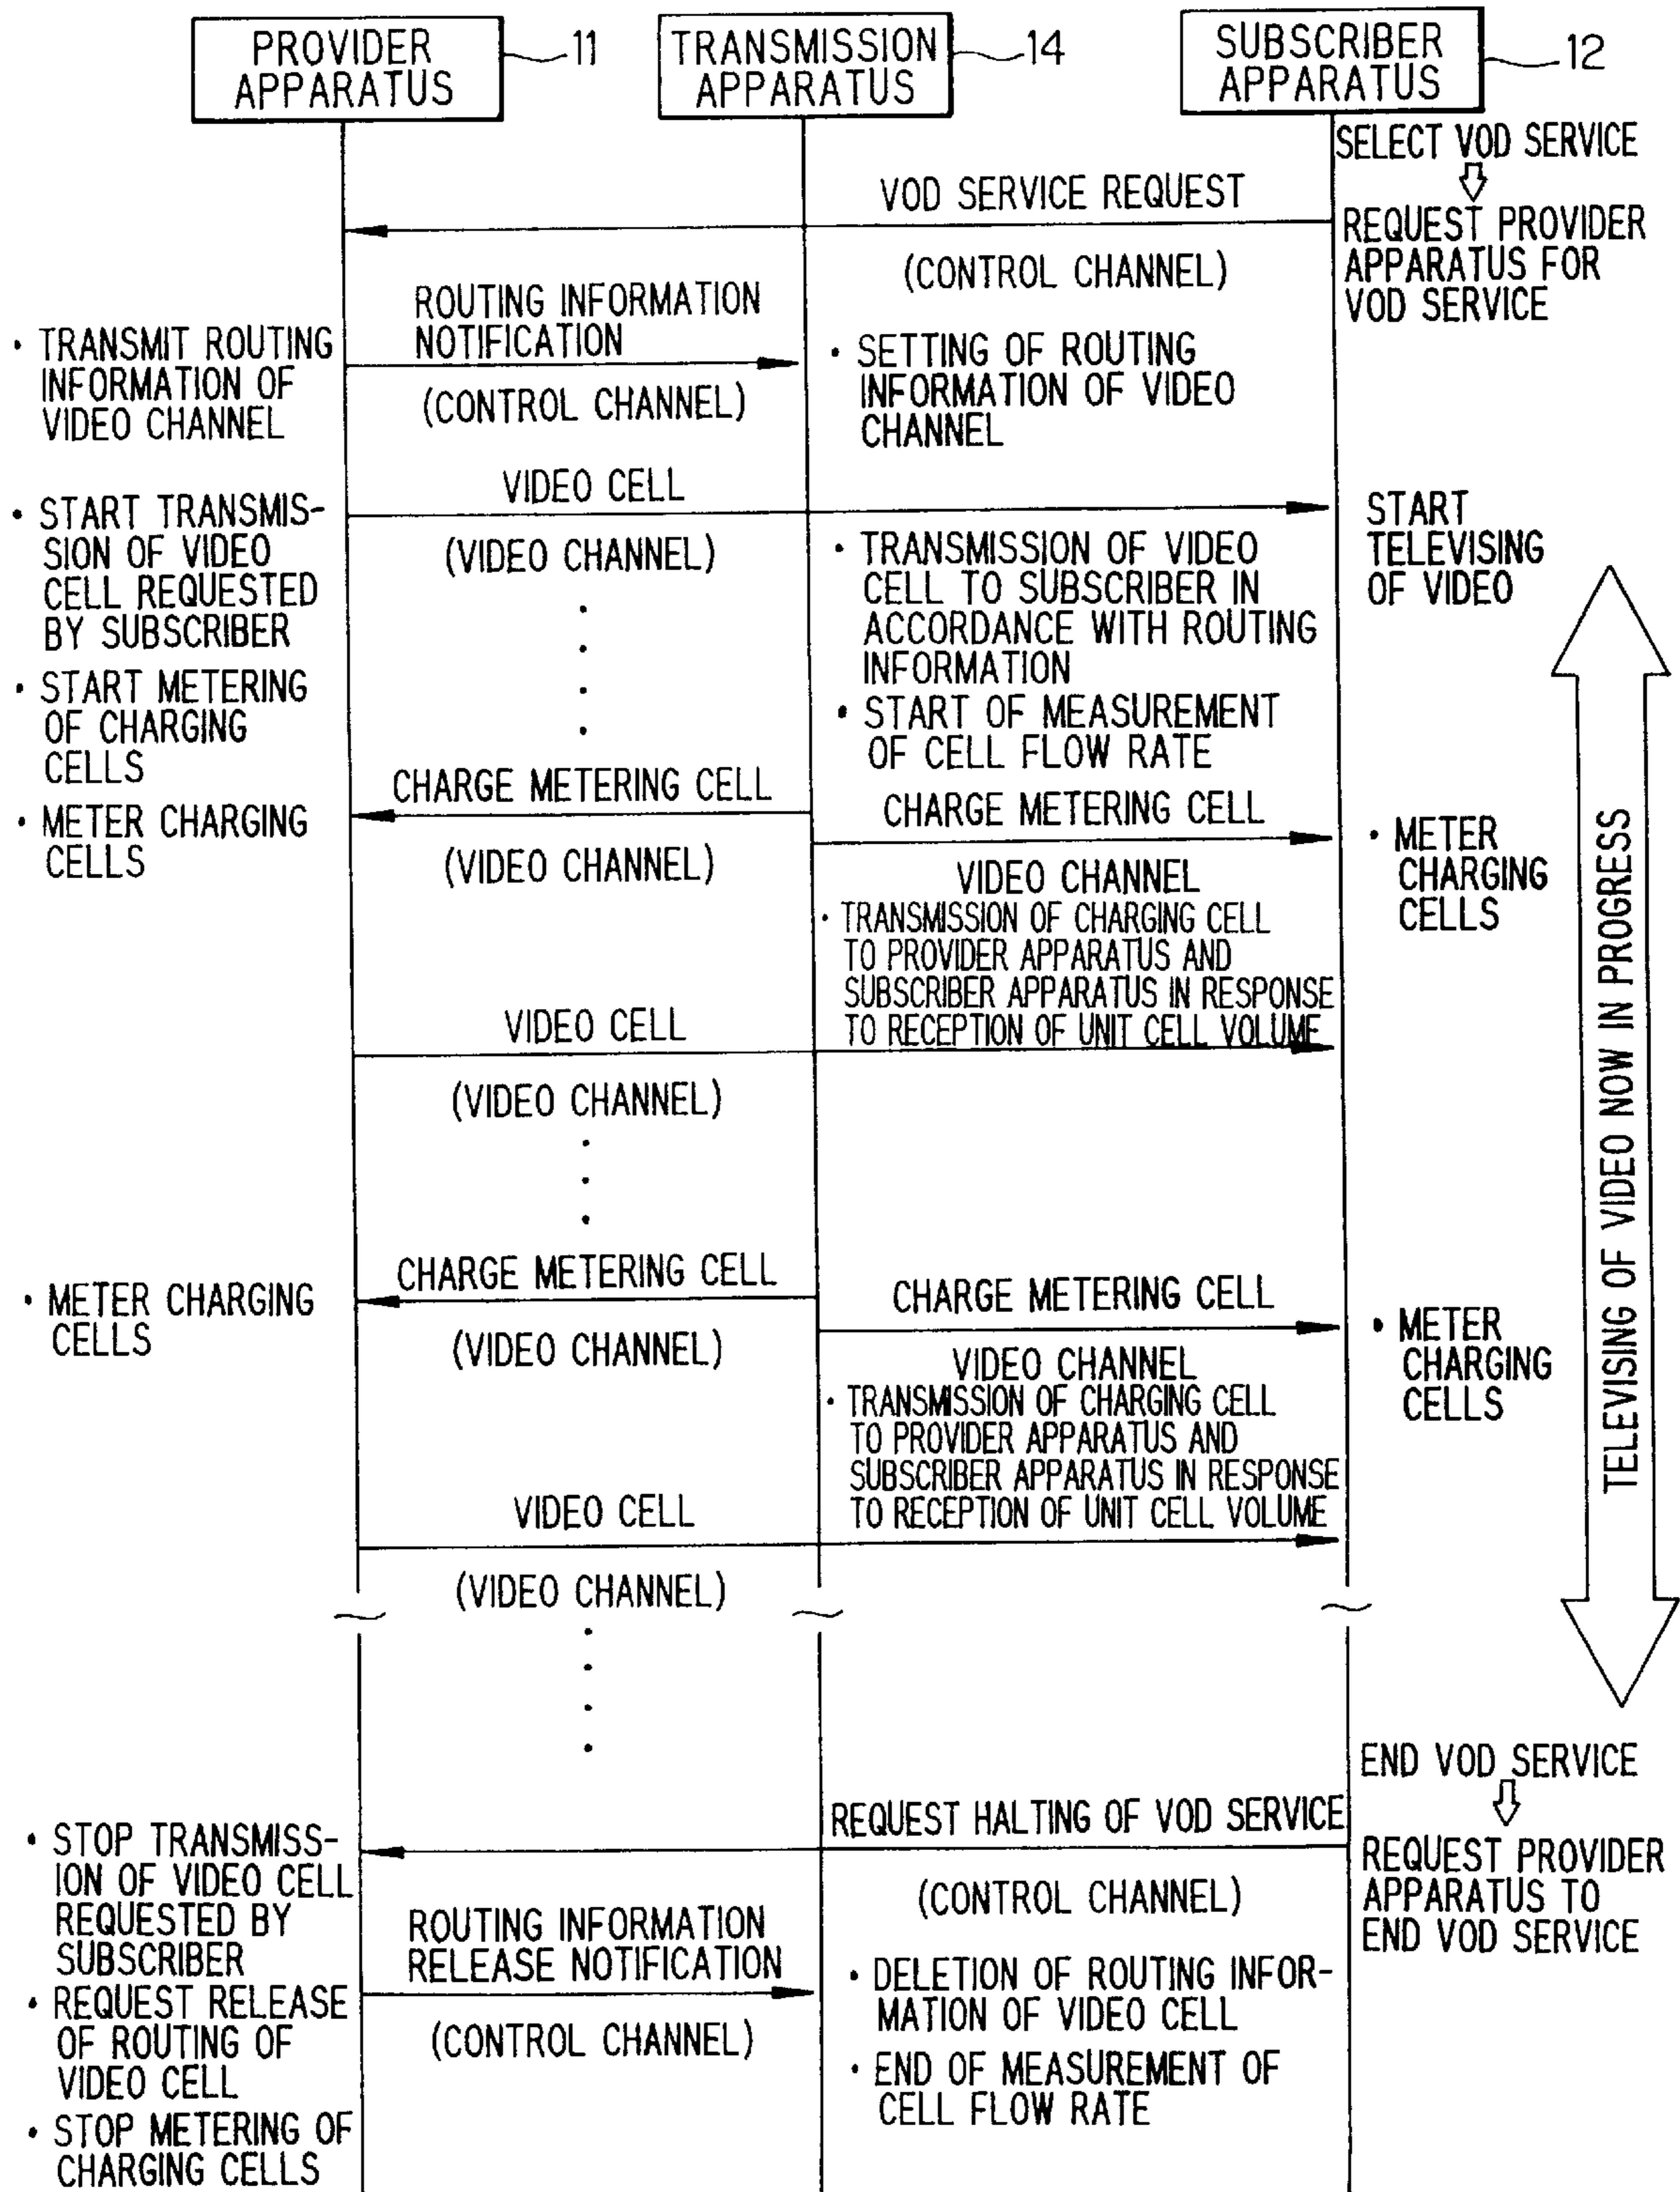 PROVIDER
APPARATUS
11
TRANSMISSION
APPARATUS
14
SUBSCRIBER
APPARATUS
12
SELECT VOD SERVICE
VOD SERVICE REQUEST
(CONTROL CHANNEL)
REQUEST PROVIDER
APPARATUS FOR
VOD SERVICE
• TRANSMIT ROUTING
INFORMATION OF
VIDEO CHANNEL
ROUTING INFORMATION
NOTIFICATION
(CONTROL CHANNEL)
• SETTING OF ROUTING
INFORMATION OF VIDEO
CHANNEL
• START TRANSMIS-
SION OF VIDEO
CELL REQUESTED
BY SUBSCRIBER
• START METERING
OF CHARGING
CELLS
VIDEO CELL
(VIDEO CHANNEL)
• TRANSMISSION OF VIDEO
CELL TO SUBSCRIBER IN
ACCORDANCE WITH ROUTING
INFORMATION
• START OF MEASUREMENT
OF CELL FLOW RATE
START
TELEVISING
OF VIDEO
• METER CHARGING
CELLS
CHARGE METERING CELL
(VIDEO CHANNEL)
CHARGE METERING CELL
VIDEO CHANNEL
• TRANSMISSION OF CHARGING CELL
TO PROVIDER APPARATUS AND
SUBSCRIBER APPARATUS IN RESPONSE
TO RECEPTION OF UNIT CELL VOLUME
• METER
CHARGING
CELLS
TELEVISING OF VIDEO NOW IN PROGRESS
VIDEO CELL
(VIDEO CHANNEL)
• METER CHARGING
CELLS
CHARGE METERING CELL
(VIDEO CHANNEL)
CHARGE METERING CELL
VIDEO CHANNEL
• TRANSMISSION OF CHARGING CELL
TO PROVIDER APPARATUS AND
SUBSCRIBER APPARATUS IN RESPONSE
TO RECEPTION OF UNIT CELL VOLUME
• METER
CHARGING
CELLS
VIDEO CELL
(VIDEO CHANNEL)
END VOD SERVICE
REQUEST HALTING OF VOD SERVICE
(CONTROL CHANNEL)
REQUEST PROVIDER
APPARATUS TO
END VOD SERVICE
• STOP TRANSMISS-
ION OF VIDEO CELL
REQUESTED BY
SUBSCRIBER
• REQUEST RELEASE
OF ROUTING OF
VIDEO CELL
• STOP METERING OF
CHARGING CELLS
ROUTING INFORMATION
RELEASE NOTIFICATION
(CONTROL CHANNEL)
• DELETION OF ROUTING INFOR-
MATION OF VIDEO CELL
• END OF MEASUREMENT OF
CELL FLOW RATE